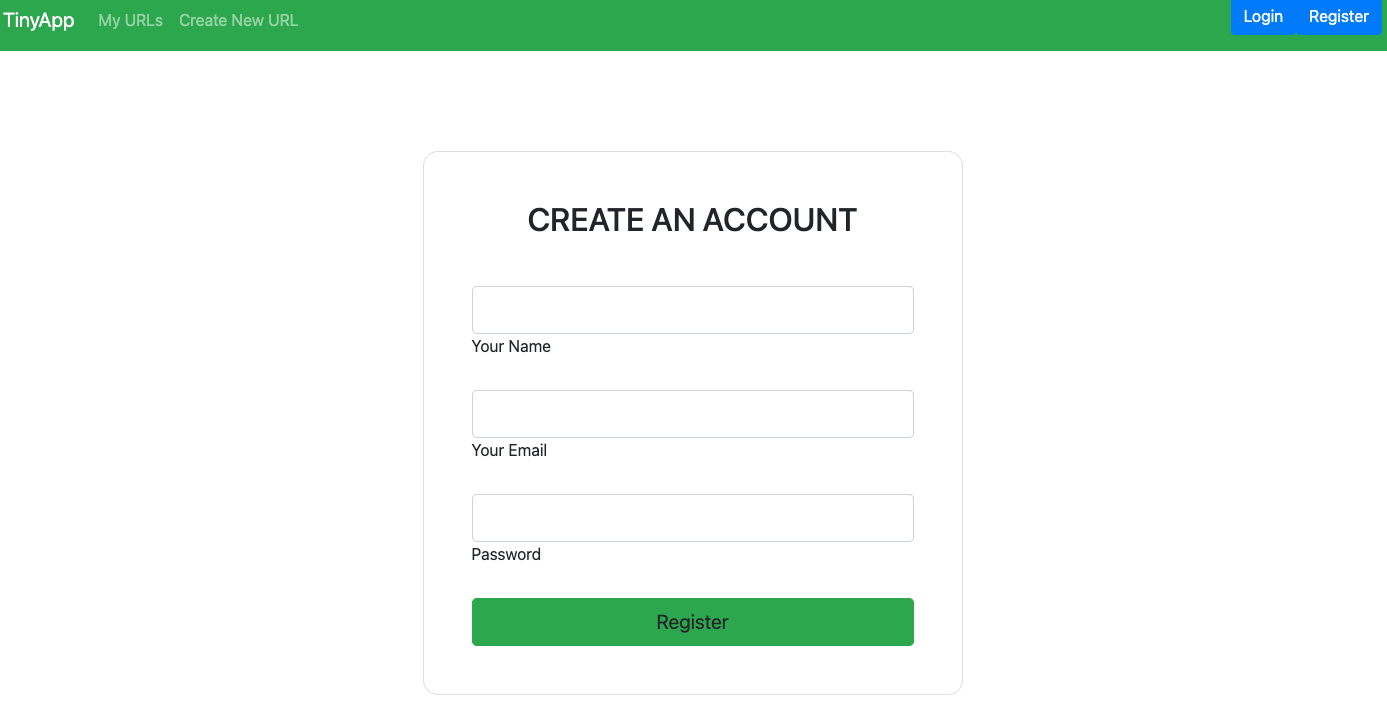 TinyApp My URLs Create New URL Login Register
CREATE AN ACCOUNT
Your Name
Your Email
Password
Register